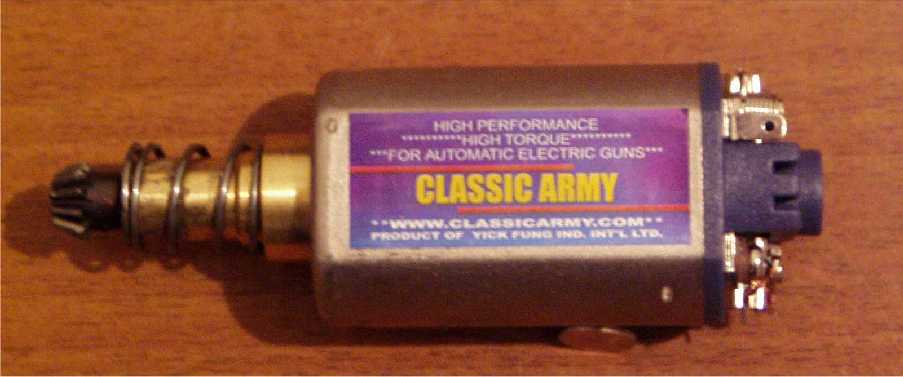 HIGH PERFORMANCE
**********HIGH TORQUE**********
***FOR AUTOMATIC ELECTRIC GUNS***
CLASSIC ARMY
**WWW.CLASSICARMY.COM**
PRODUCT OF YICK FUNG IND. INT'L LTD.